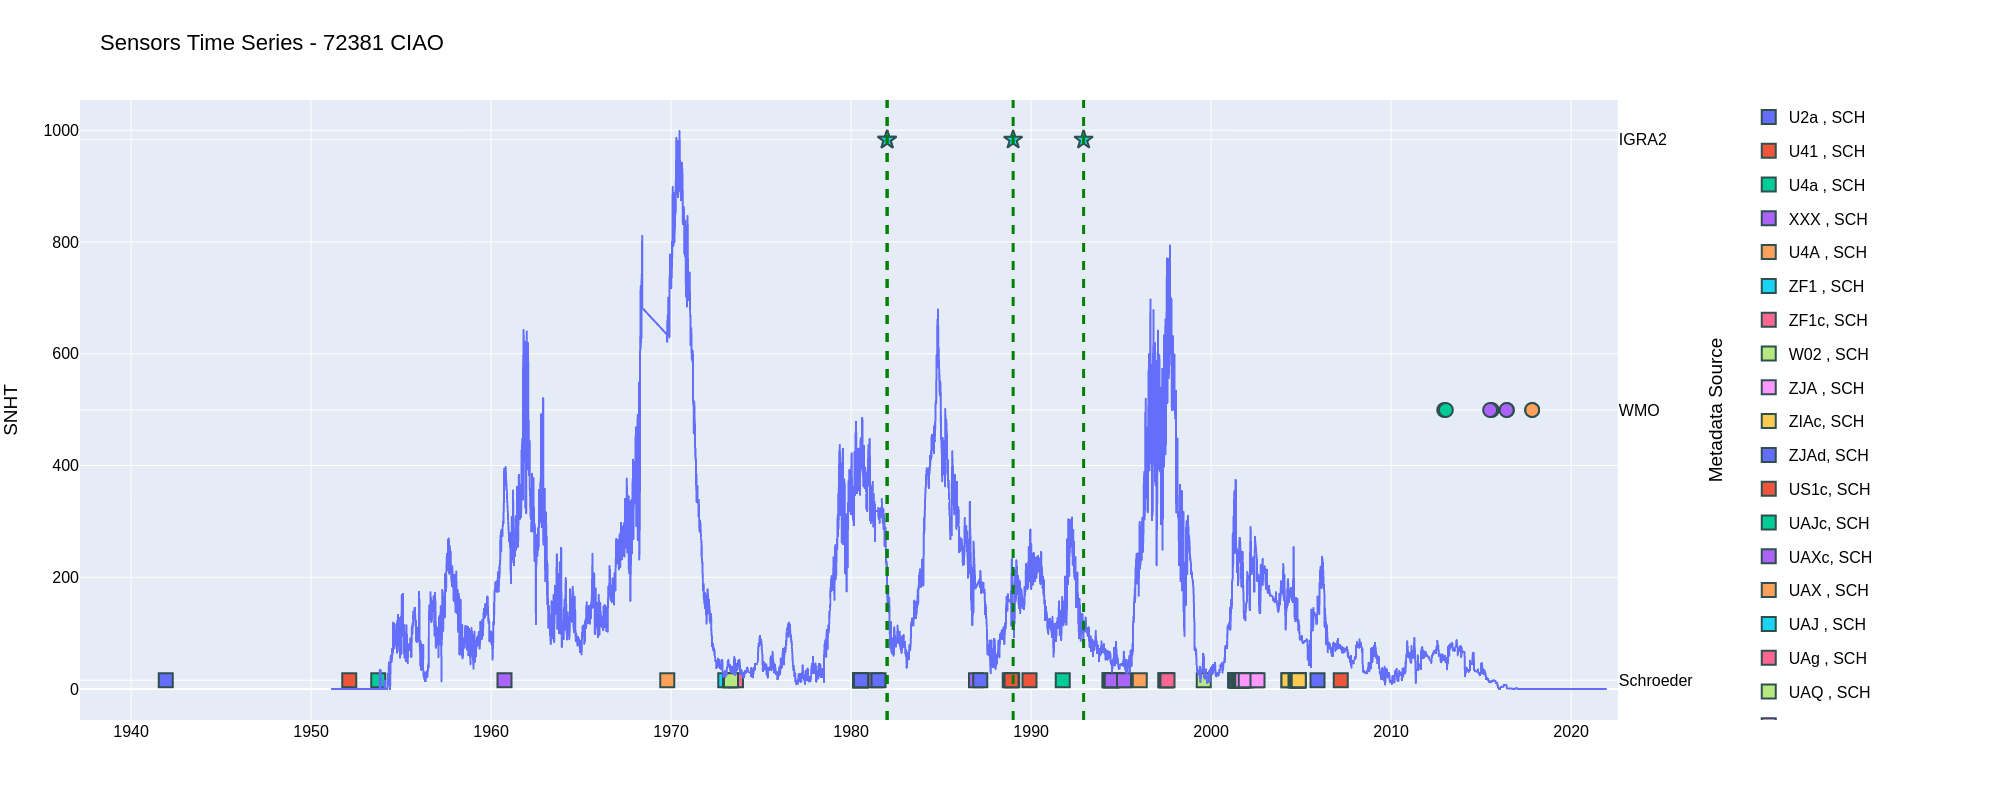 Sensors Time Series - 72381 CIAO
SNHT
1000
800
600
400
200
0
1940
1950
1960
1970
1980
1990
2000
2010
2020
IGRA2
WMO
Schroeder
Metadata Source
U2a , SCH
U41 , SCH
U4a , SCH
XXX , SCH
U4A , SCH
ZF1 , SCH
ZF1c, SCH
W02 , SCH
ZJA , SCH
ZIAc, SCH
ZJAd, SCH
US1c, SCH
UAJc, SCH
UAXc, SCH
UAX , SCH
UAJ , SCH
UAg , SCH
UAQ , SCH